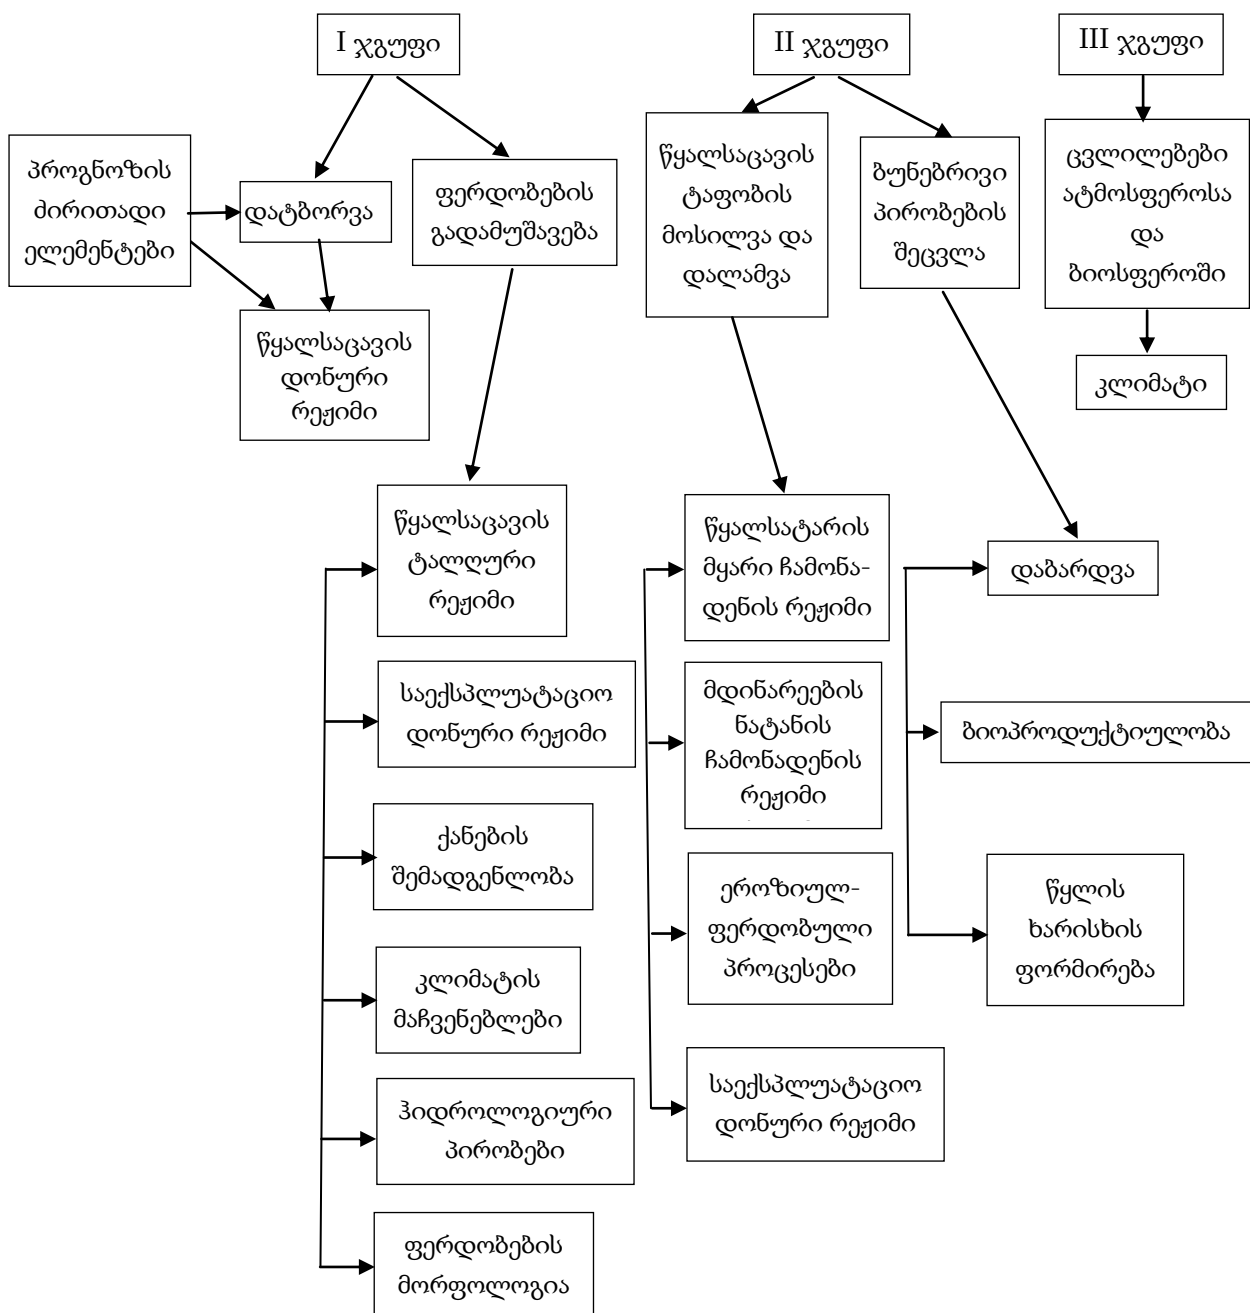 I ჯგუფი
II ჯგუფი
III ჯგუფი
პროგნოზის
ძირითადი
ელემენტები
დატბორვა
ფერდობების
გადამუშავება
წყალსაცავის
ტაფობის
მოსილვა და
დალამვა
ბუნებრივი
პირობების
შეცვლა
ცვლილებები
ატმოსფეროსა
და
ბიოსფეროში
წყალსაცავის
დონური
რეჟიმი
კლიმატი
წყალსაცავის
ტალღური
რეჟიმი
საექსპლუატაციო
დონური რეჟიმი
ქანების
შემადგენლობა
კლიმატის
მაჩვენებლები
ჰიდროლოგიური
პირობები
ფერდობების
მორფოლოგია
წყალსატარის
მყარი ჩამონა-
დენის რეჟიმი
მდინარეების
ნატანის
ჩამონადენის
რეჟიმი
ეროზიულ-
ფერდობული
პროცესები
საექსპლუატაციო
დონური რეჟიმი
დაბარდვა
ბიოპროდუქტიულობა
წყლის
ხარისხის
ფორმირება